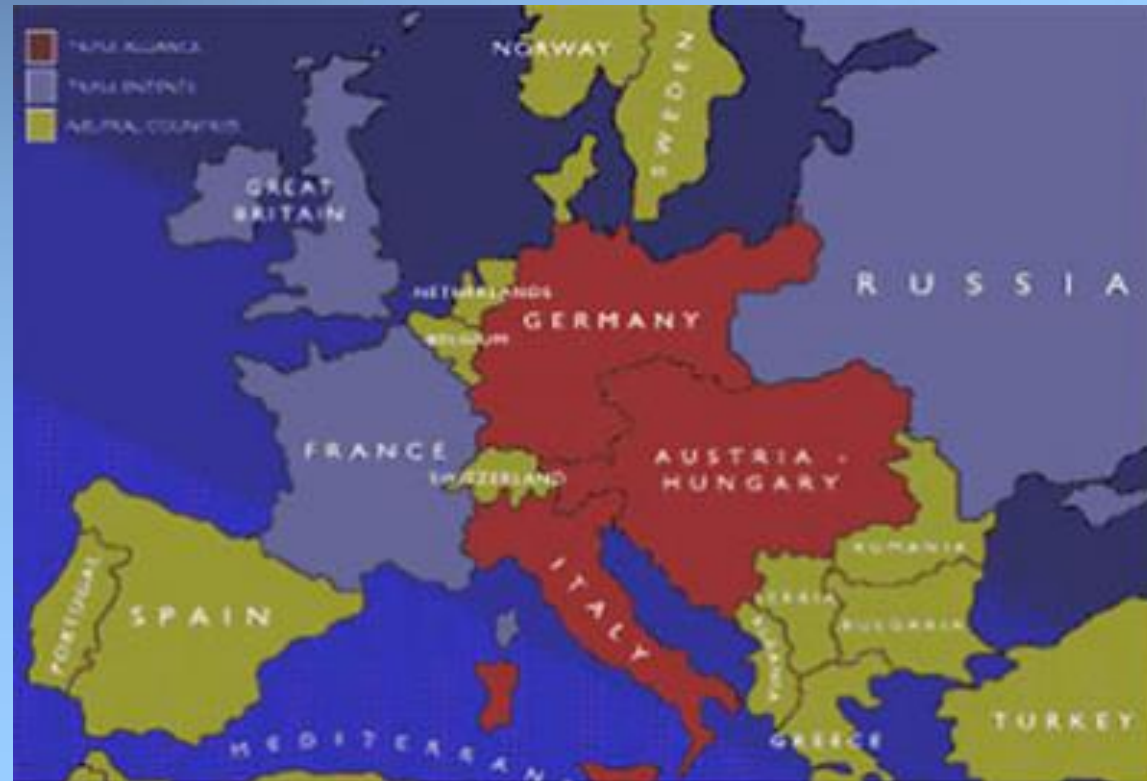 TRIPLE ALLIANCE
TRIPLE ENTENTE
NEUTRAL COUNTRIES
NORWAY
SWEDEN
GREAT
BRITAIN
NETHERLANDS
BELGIUM
GERMANY
RUSSIA
FRANCE
SWITZERLAND
AUSTRIA -
HUNGARY
ITALY
RUMANIA
SERBIA
BULGARIA
PORTUGAL
SPAIN
GREECE
TURKEY